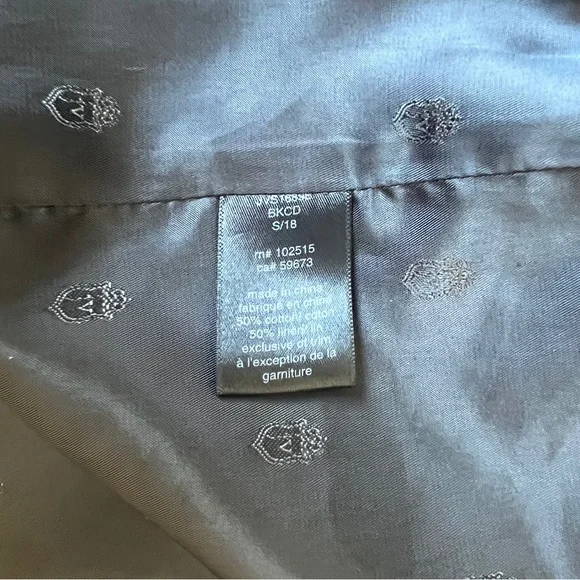 BKCD
S/18
rn# 102515
ca# 59673
made in china
fabriqué en chine
50% cotton/ coton
50% linen/ lin
exclusive of trim
à l'exception de la
garniture